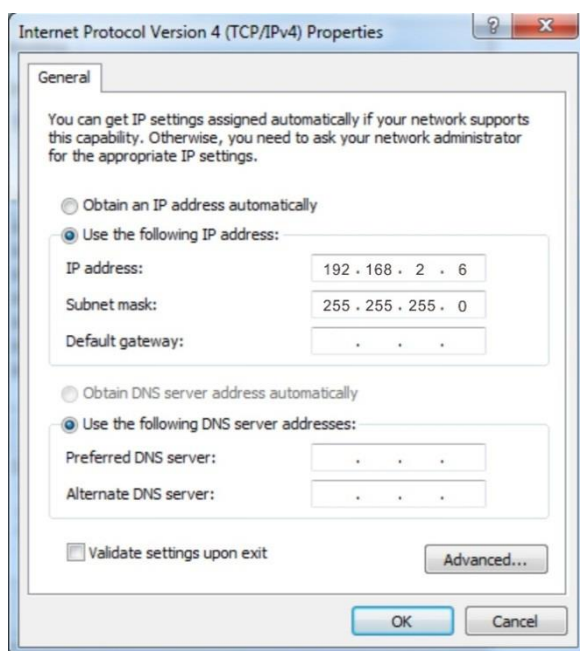 Internet Protocol Version 4 (TCP/IPv4) Properties
?
X
General
You can get IP settings assigned automatically if your network supports
this capability. Otherwise, you need to ask your network administrator
for the appropriate IP settings.
Obtain an IP address automatically
Use the following IP address:
IP address: 192 . 168 . 2 . 6
Subnet mask: 255 . 255 . 255 . 0
Default gateway: . . .
Obtain DNS server address automatically
Use the following DNS server addresses:
Preferred DNS server: . . .
Alternate DNS server: . . .
Validate settings upon exit
Advanced...
OK Cancel